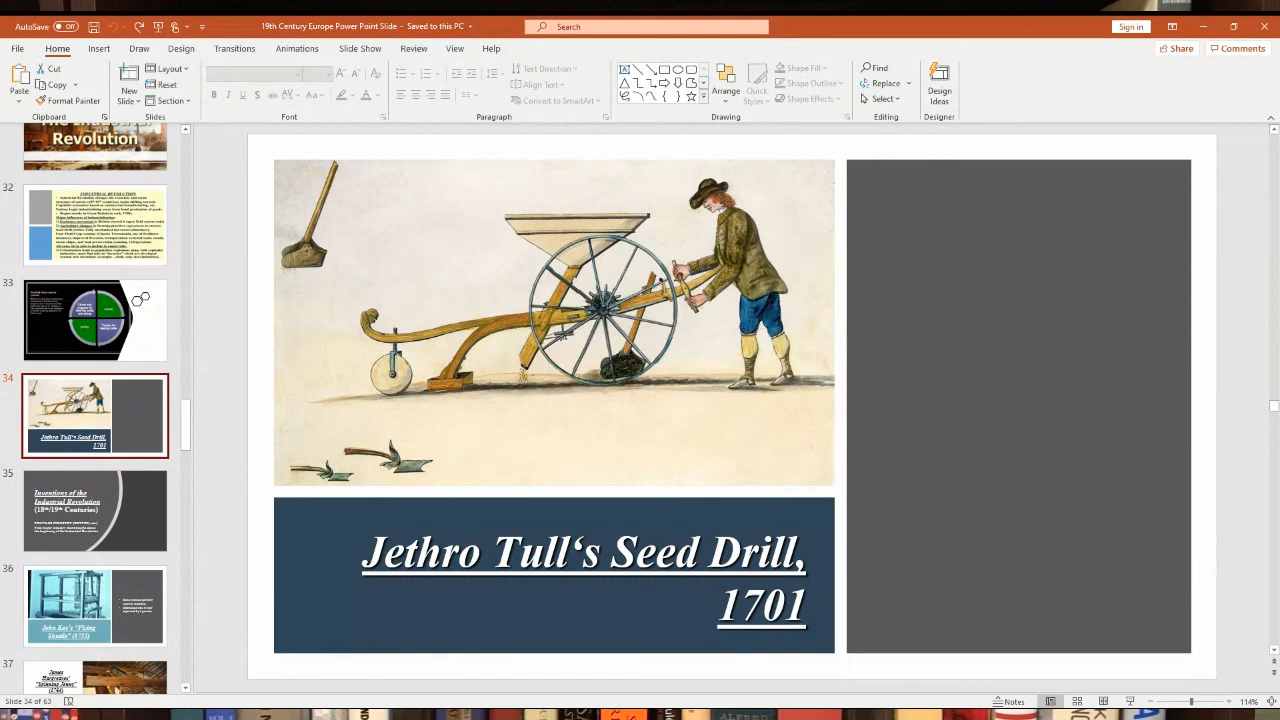 AutoSave Off
19th Century Europe Power Point Slide – Saved to this PC
Search
Sign in
File Home Insert Draw Design Transitions Animations Slide Show Review View Help
Share Comments
Paste
Cut
Copy
Format Painter
Clipboard
New Slide
Layout
Reset
Section
Slides
Font
Text Direction
Align Text
Convert to SmartArt
Paragraph
Arrange
Quick Styles
Shape Fill
Shape Outline
Shape Effects
Drawing
Find
Replace
Select
Editing
Design Ideas
Designer
Revolution
32
INDUSTRIAL REVOLUTION
34
Jethro Tull‘s Seed Drill,
1701
35
Inventions of the
Industrial Revolution
(18th/19th Centuries)
36
John Kay's "Flying
Shuttle" (1733)
37
James
Hargreaves'
"Spinning Jenny"
Jethro Tull‘s Seed Drill,
1701
Slide 34 of 63
Notes
114%